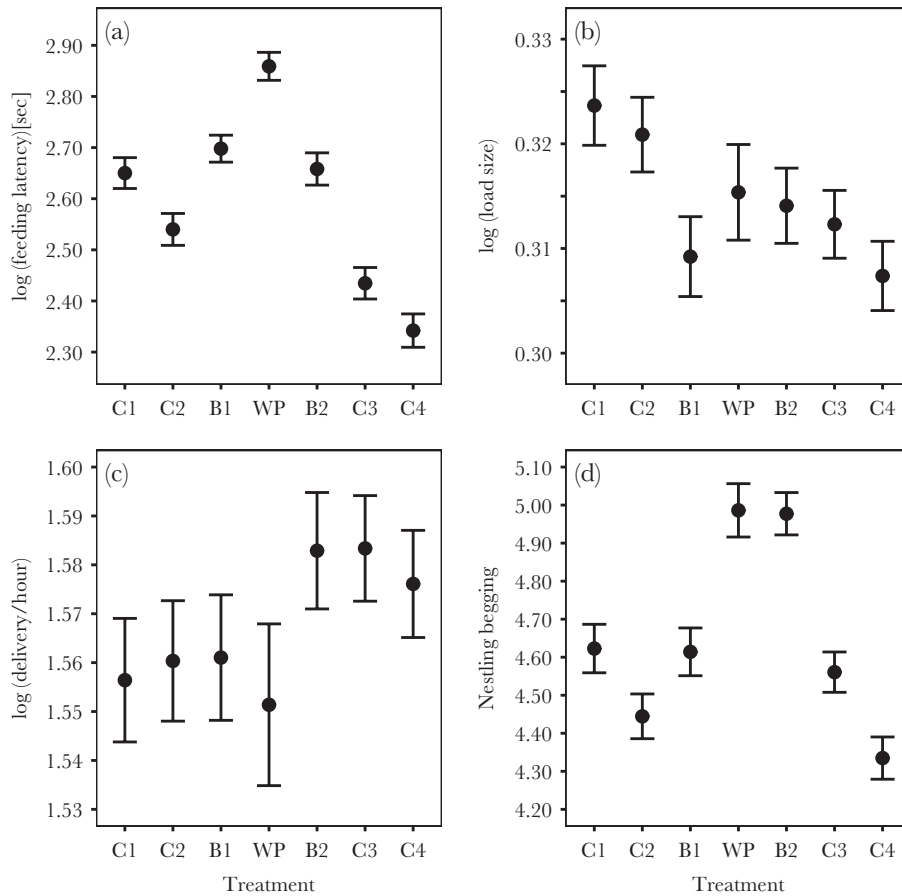 (a)
log (feeding latency)[sec]
2.90
2.80
2.70
2.60
2.50
2.40
2.30
C1 C2 B1 WP B2 C3 C4
(b)
log (load size)
0.33
0.32
0.31
0.30
C1 C2 B1 WP B2 C3 C4
(c)
log (delivery/hour)
1.60
1.59
1.58
1.57
1.56
1.55
1.54
1.53
C1 C2 B1 WP B2 C3 C4
Treatment
(d)
Nestling begging
5.10
5.00
4.90
4.80
4.70
4.60
4.50
4.40
4.30
4.20
C1 C2 B1 WP B2 C3 C4
Treatment